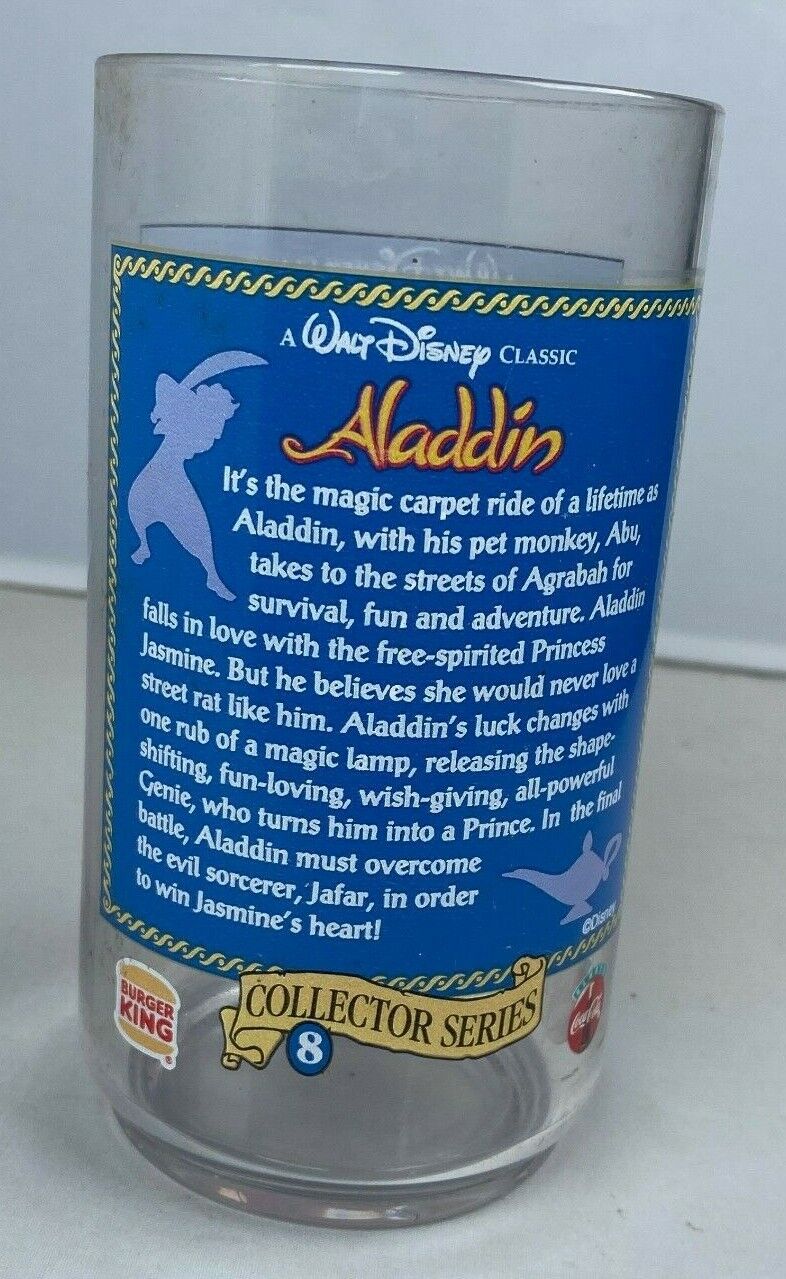 A WALT DISNEY CLASSIC
Aladdin
It's the magic carpet ride of a lifetime as
Aladdin, with his pet monkey, Abu,
takes to the streets of Agrabah for
survival, fun and adventure. Aladdin
falls in love with the free-spirited Princess
Jasmine. But he believes she would never love a
street rat like him. Aladdin's luck changes with
one rub of a magic lamp, releasing the shape-
shifting, fun-loving, wish-giving, all-powerful
Genie, who turns him into a Prince. In the final
battle, Aladdin must overcome
the evil sorcerer, Jafar, in order
to win Jasmine's heart!
©Disney
BURGER
KING
®
COLLECTOR SERIES
8
Coca-Cola